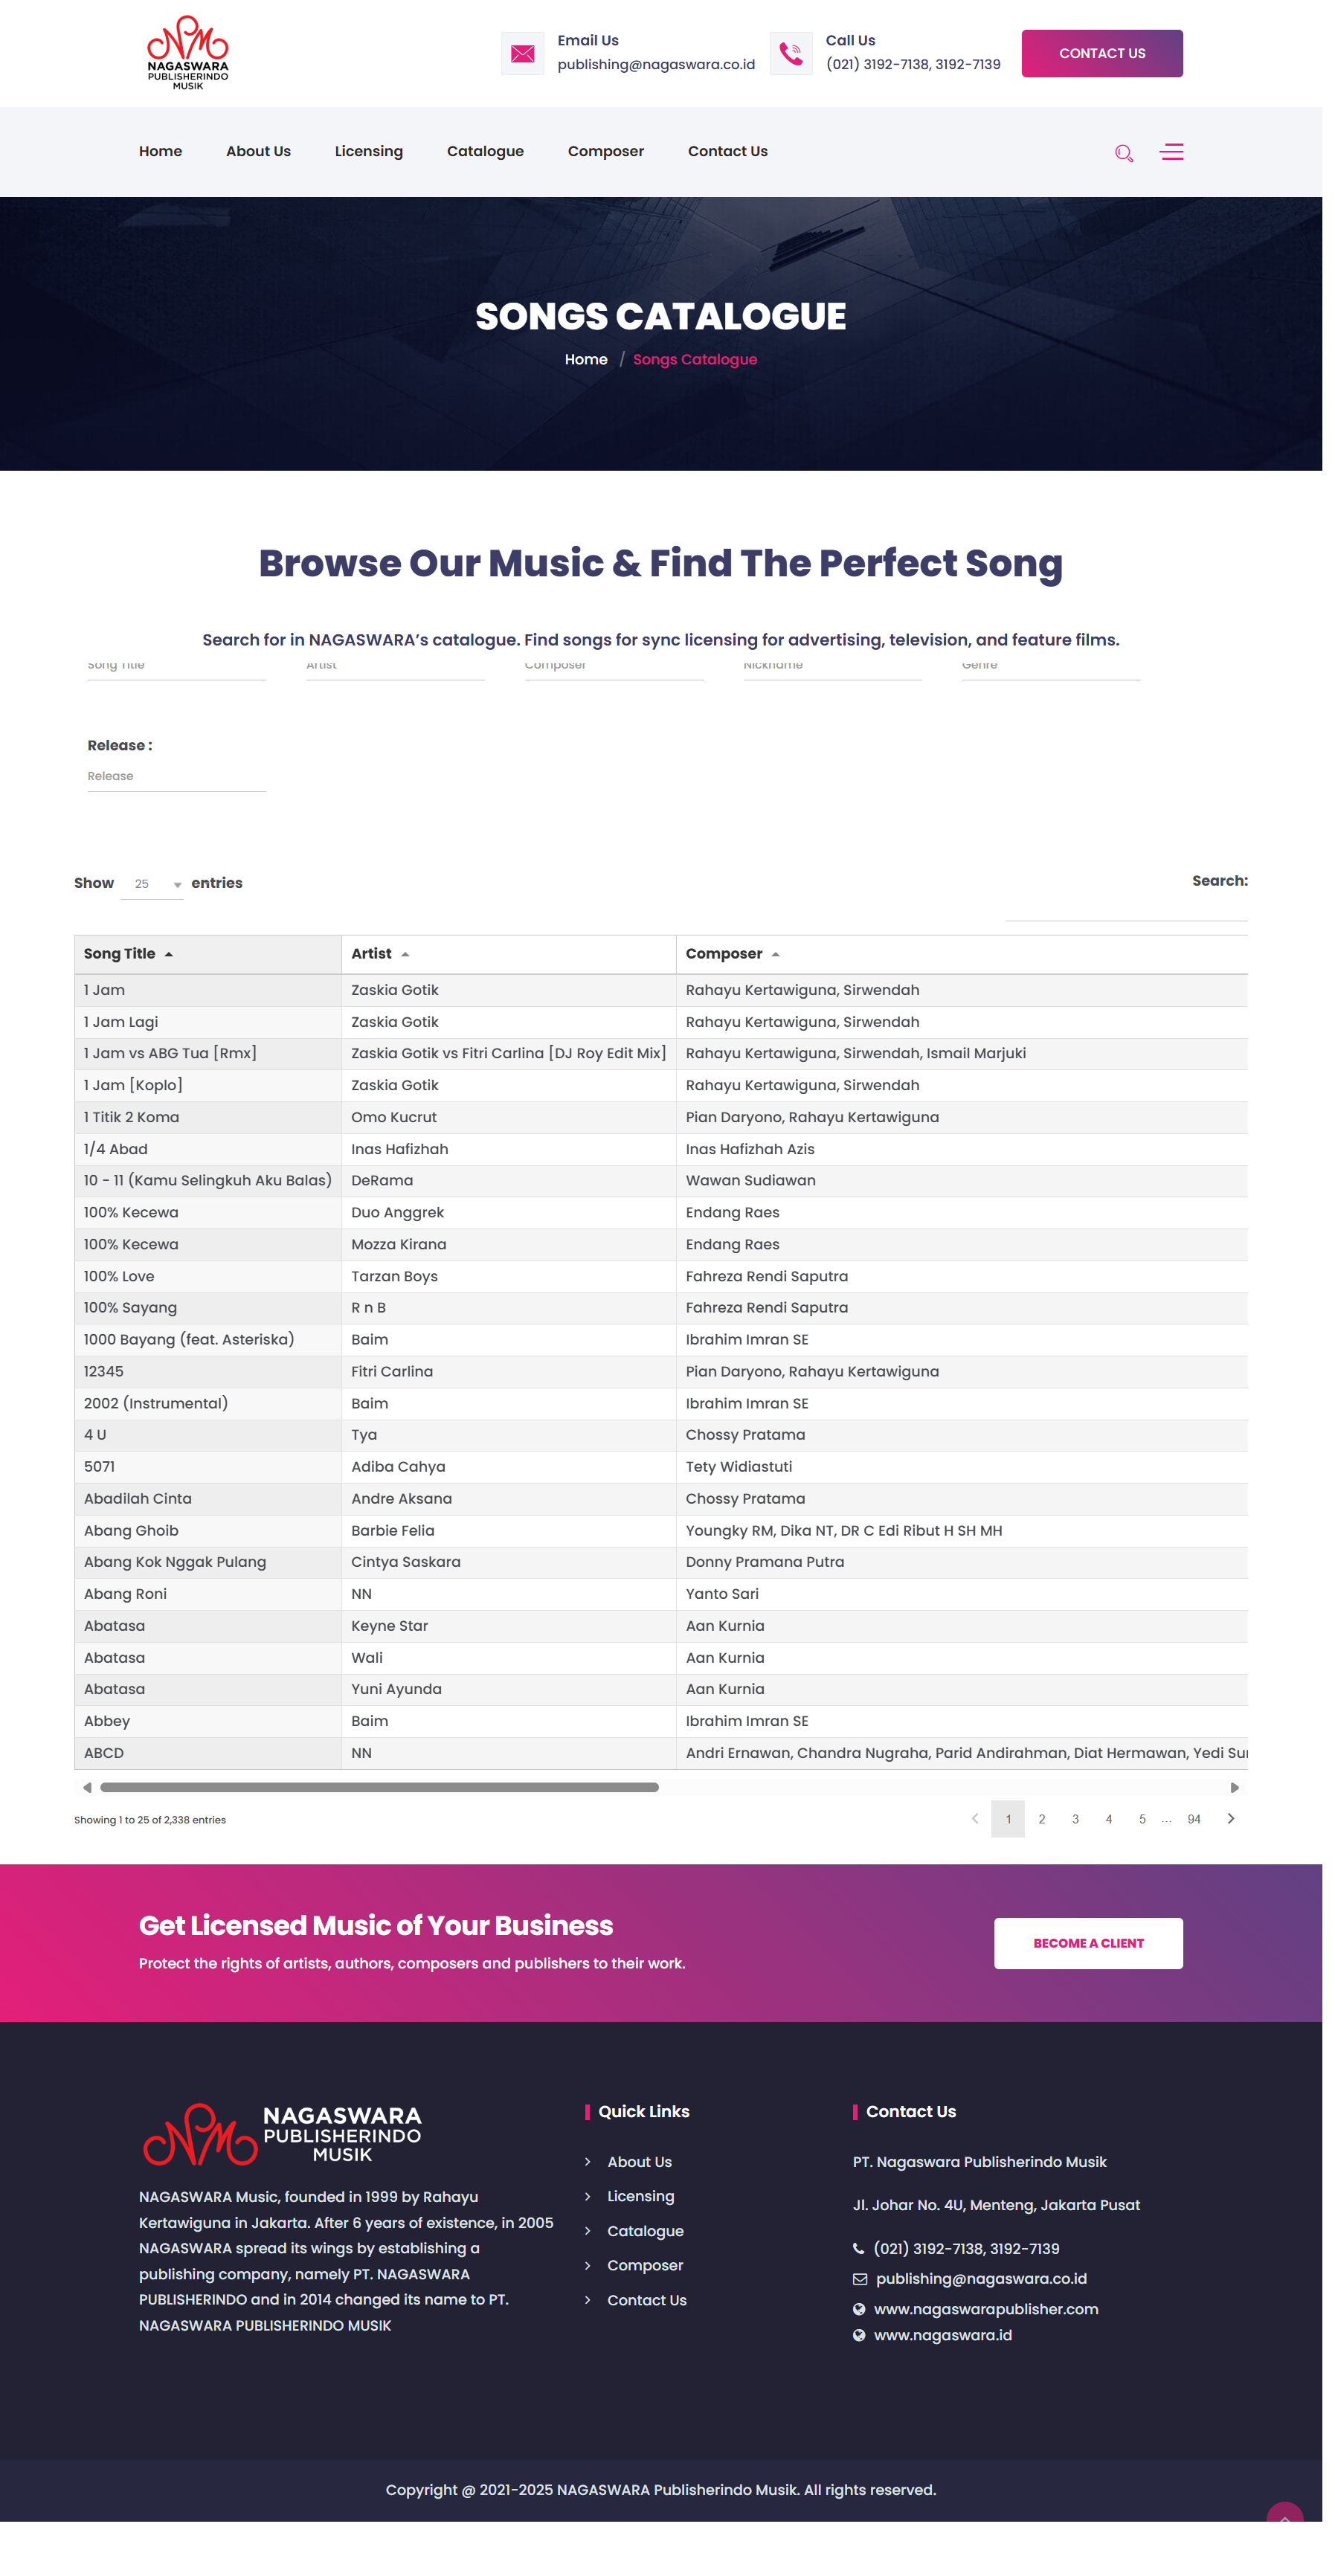 NAGASWARA
PUBLISHERINDO
MUSIK
Email Us
publishing@nagaswara.co.id
Call Us
(021) 3192-7138, 3192-7139
CONTACT US
Home About Us Licensing Catalogue Composer Contact Us
SONGS CATALOGUE
Home / Songs Catalogue
Browse Our Music & Find The Perfect Song
Search for in NAGASWARA’s catalogue. Find songs for sync licensing for advertising, television, and feature films.
Song Title Artist Composer Nickname Genre
Release :
Release
Show 25 entries
Search:
Song Title Artist Composer
1 Jam Zaskia Gotik Rahayu Kertawiguna, Sirwendah
1 Jam Lagi Zaskia Gotik Rahayu Kertawiguna, Sirwendah
1 Jam vs ABG Tua [Rmx] Zaskia Gotik vs Fitri Carlina [DJ Roy Edit Mix] Rahayu Kertawiguna, Sirwendah, Ismail Marjuki
1 Jam [Koplo] Zaskia Gotik Rahayu Kertawiguna, Sirwendah
1 Titik 2 Koma Omo Kucrut Pian Daryono, Rahayu Kertawiguna
1/4 Abad Inas Hafizhah Inas Hafizhah Azis
10 - 11 (Kamu Selingkuh Aku Balas) DeRama Wawan Sudiawan
100% Kecewa Duo Anggrek Endang Raes
100% Kecewa Mozza Kirana Endang Raes
100% Love Tarzan Boys Fahreza Rendi Saputra
100% Sayang R n B Fahreza Rendi Saputra
1000 Bayang (feat. Asteriska) Baim Ibrahim Imran SE
12345 Fitri Carlina Pian Daryono, Rahayu Kertawiguna
2002 (Instrumental) Baim Ibrahim Imran SE
4 U Tya Chossy Pratama
5071 Adiba Cahya Tety Widiastuti
Abadilah Cinta Andre Aksana Chossy Pratama
Abang Ghoib Barbie Felia Youngky RM, Dika NT, DR C Edi Ribut H SH MH
Abang Kok Nggak Pulang Cintya Saskara Donny Pramana Putra
Abang Roni NN Yanto Sari
Abatasa Keyne Star Aan Kurnia
Abatasa Wali Aan Kurnia
Abatasa Yuni Ayunda Aan Kurnia
Abbey Baim Ibrahim Imran SE
ABCD NN Andri Ernawan, Chandra Nugraha, Parid Andirahman, Diat Hermawan, Yedi
Showing 1 to 25 of 2,338 entries
1 2 3 4 5 … 94
Get Licensed Music of Your Business
Protect the rights of artists, authors, composers and publishers to their work.
BECOME A CLIENT
NAGASWARA
PUBLISHERINDO
MUSIK
NAGASWARA Music, founded in 1999 by Rahayu
Kertawiguna in Jakarta. After 6 years of existence, in 2005
NAGASWARA spread its wings by establishing a
publishing company, namely PT. NAGASWARA
PUBLISHERINDO and in 2014 changed its name to PT.
NAGASWARA PUBLISHERINDO MUSIK
Quick Links
About Us
Licensing
Catalogue
Composer
Contact Us
Contact Us
PT. Nagaswara Publisherindo Musik
Jl. Johar No. 4U, Menteng, Jakarta Pusat
(021) 3192-7138, 3192-7139
publishing@nagaswara.co.id
www.nagaswarapublisher.com
www.nagaswara.id
Copyright @ 2021-2025 NAGASWARA Publisherindo Musik. All rights reserved.